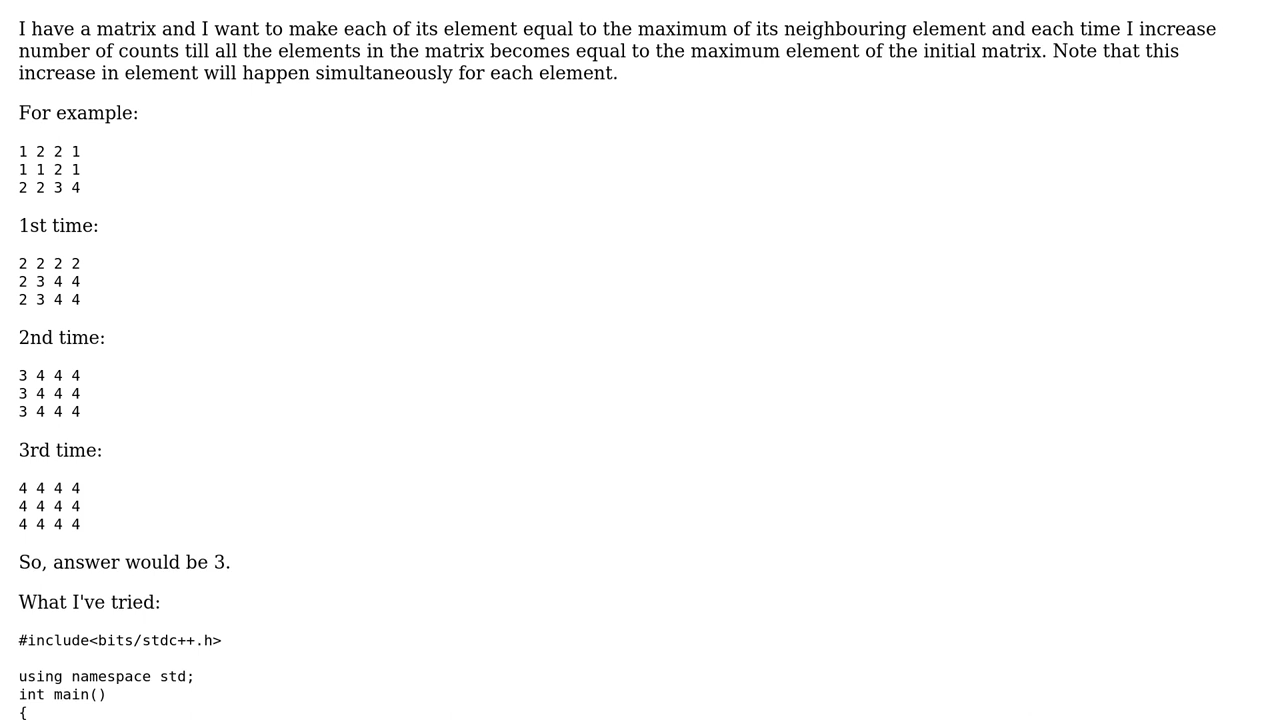 I have a matrix and I want to make each of its element equal to the maximum of its neighbouring element and each time I increase
number of counts till all the elements in the matrix becomes equal to the maximum element of the initial matrix. Note that this
increase in element will happen simultaneously for each element.
For example:
1 2 2 1
1 1 2 1
2 2 3 4
1st time:
2 2 2 2
2 3 4 4
2 3 4 4
2nd time:
3 4 4 4
3 4 4 4
3 4 4 4
3rd time:
4 4 4 4
4 4 4 4
4 4 4 4
So, answer would be 3.
What I've tried:
#include<bits/stdc++.h>
using namespace std;
int main()
{